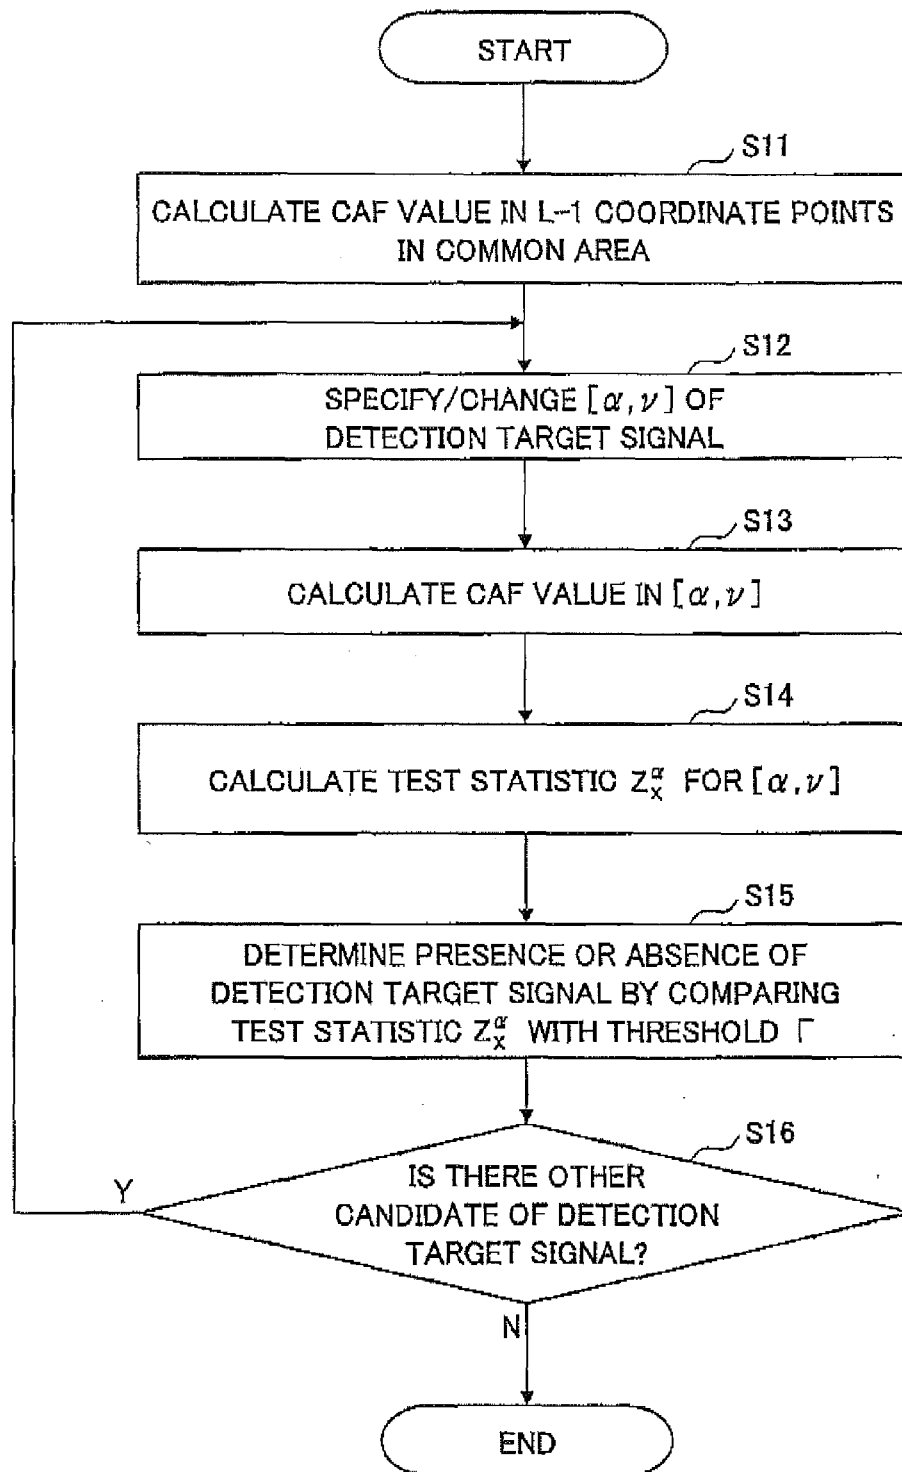 START
S11
CALCULATE CAF VALUE IN L-1 COORDINATE POINTS
IN COMMON AREA
S12
SPECIFY/CHANGE [α,ν] OF
DETECTION TARGET SIGNAL
S13
CALCULATE CAF VALUE IN [α,ν]
S14
CALCULATE TEST STATISTIC Z_x^α FOR [α,ν]
S15
DETERMINE PRESENCE OR ABSENCE OF
DETECTION TARGET SIGNAL BY COMPARING
TEST STATISTIC Z_x^α WITH THRESHOLD Γ
S16
IS THERE OTHER
CANDIDATE OF DETECTION
TARGET SIGNAL?
Y
N
END